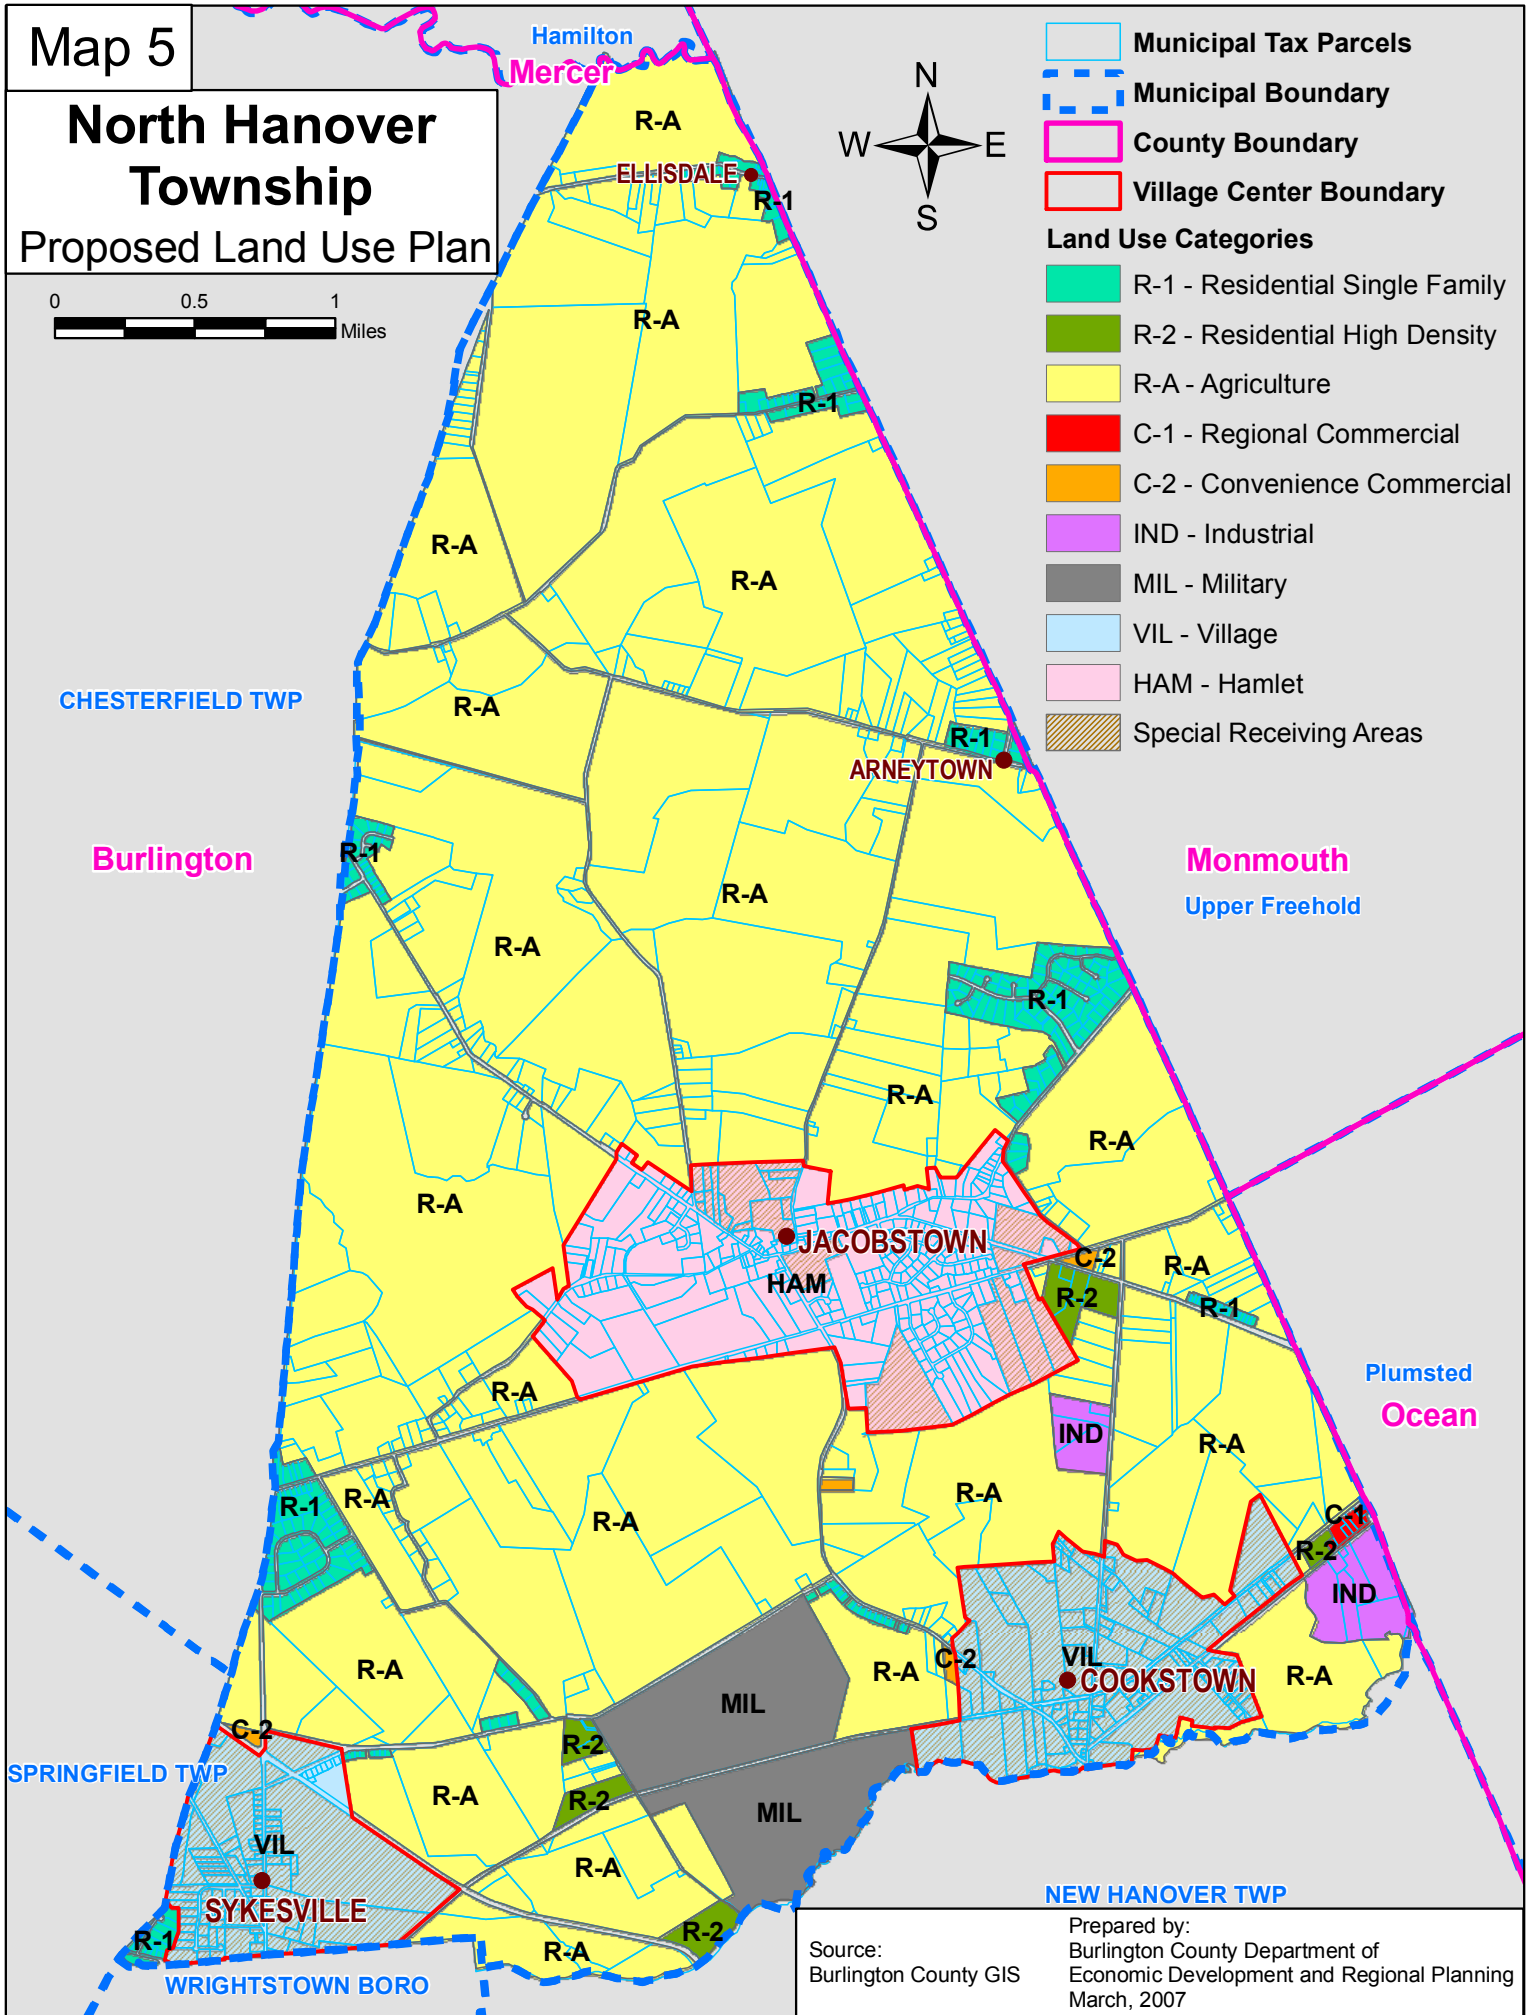 Map 5
North Hanover
Township
Proposed Land Use Plan
0 0.5 1
Miles
Hamilton
Mercer
N
W E
S
Municipal Tax Parcels
Municipal Boundary
County Boundary
Village Center Boundary
Land Use Categories
R-1 - Residential Single Family
R-2 - Residential High Density
R-A - Agriculture
C-1 - Regional Commercial
C-2 - Convenience Commercial
IND - Industrial
MIL - Military
VIL - Village
HAM - Hamlet
Special Receiving Areas
R-A
ELLISDALE
R-1
R-A
R-1
R-A
R-A
CHESTERFIELD TWP
R-A
R-1
ARNEYTOWN
Burlington
R-1
Monmouth
R-A
Upper Freehold
R-A
R-1
R-A
R-A
R-A
JACOBSTOWN
HAM
C-2
R-A
R-2
R-1
Plumsted
Ocean
R-A
IND
R-A
R-A
R-1
R-A
R-A
C-1
R-2
IND
R-A
R-A
C-2
VIL
COOKSTOWN
R-A
MIL
C-2
R-2
SPRINGFIELD TWP
R-A
R-2
MIL
VIL
R-A
SYKESVILLE
NEW HANOVER TWP
R-1
R-A
R-2
WRIGHTSTOWN BORO
Source:
Burlington County GIS
Prepared by:
Burlington County Department of
Economic Development and Regional Planning
March, 2007